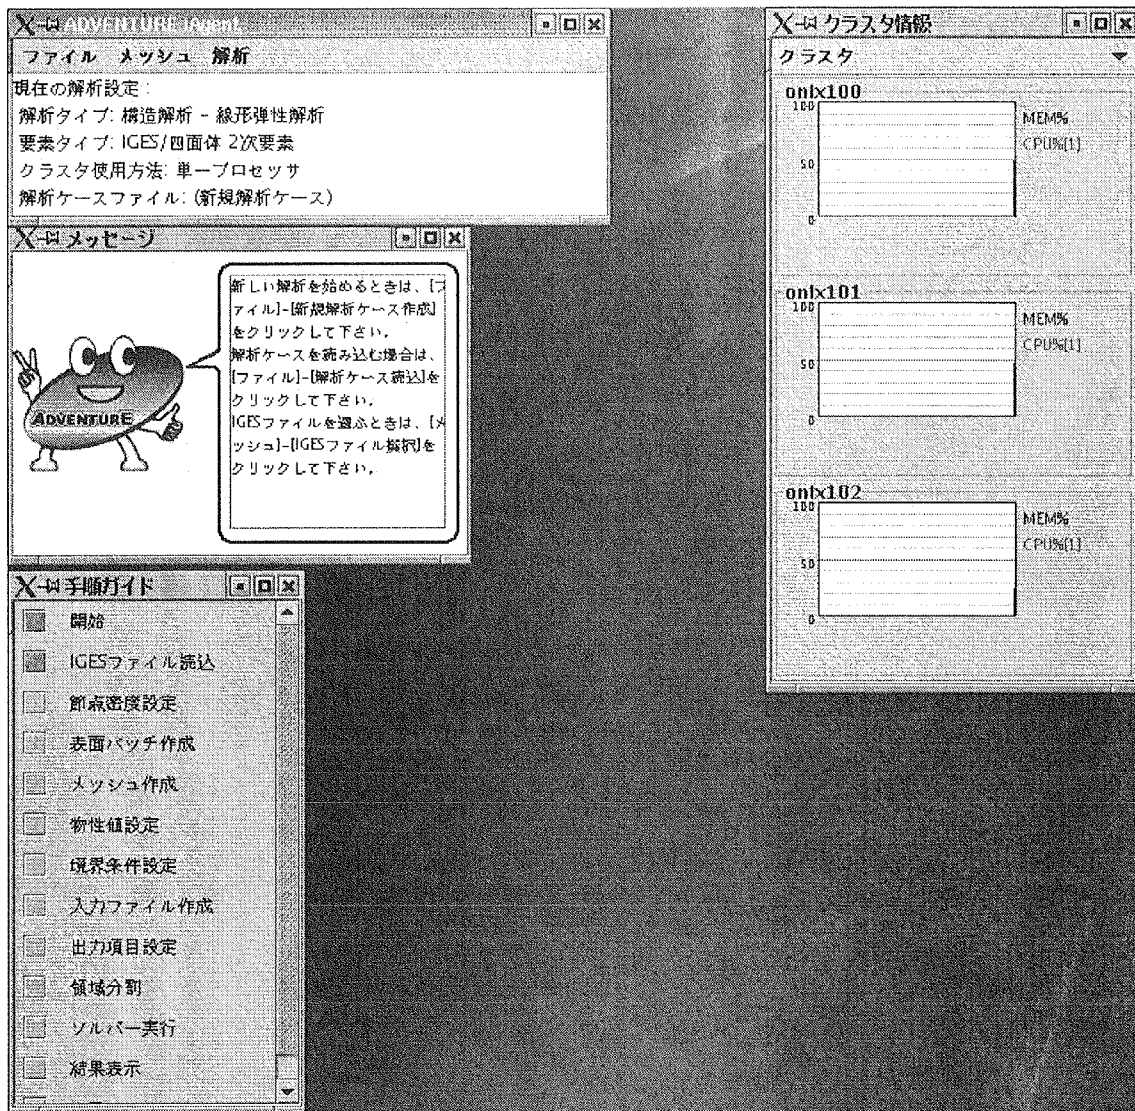 ADVENTURE iAgent
ファイル メッシュ 解析
現在の解析設定:
解析タイプ: 構造解析 - 線形弾性解析
要素タイプ: IGES/四面体 2次要素
クラスタ使用方法: 単一プロセッサ
解析ケースファイル: (新規解析ケース)
メッセージ
新しい解析を始めるときは、[フ
ァイル]-[新規解析ケース作成]
をクリックして下さい。
解析ケースを読み込む場合は、
[ファイル]-[解析ケース読込]を
クリックして下さい。
IGESファイルを選ぶときは、[メ
ッシュ]-[IGESファイル選択]を
クリックして下さい。
ADVENTURE
手順ガイド
開始
IGESファイル読込
節点密度設定
表面パッチ作成
メッシュ作成
物性値設定
境界条件設定
入力ファイル作成
出力項目設定
領域分割
ソルバー実行
結果表示
クラスタ情報
クラスタ
onix100
100
50
0
MEM%
CPU%[1]
onix101
100
50
0
MEM%
CPU%[1]
onix102
100
50
0
MEM%
CPU%[1]